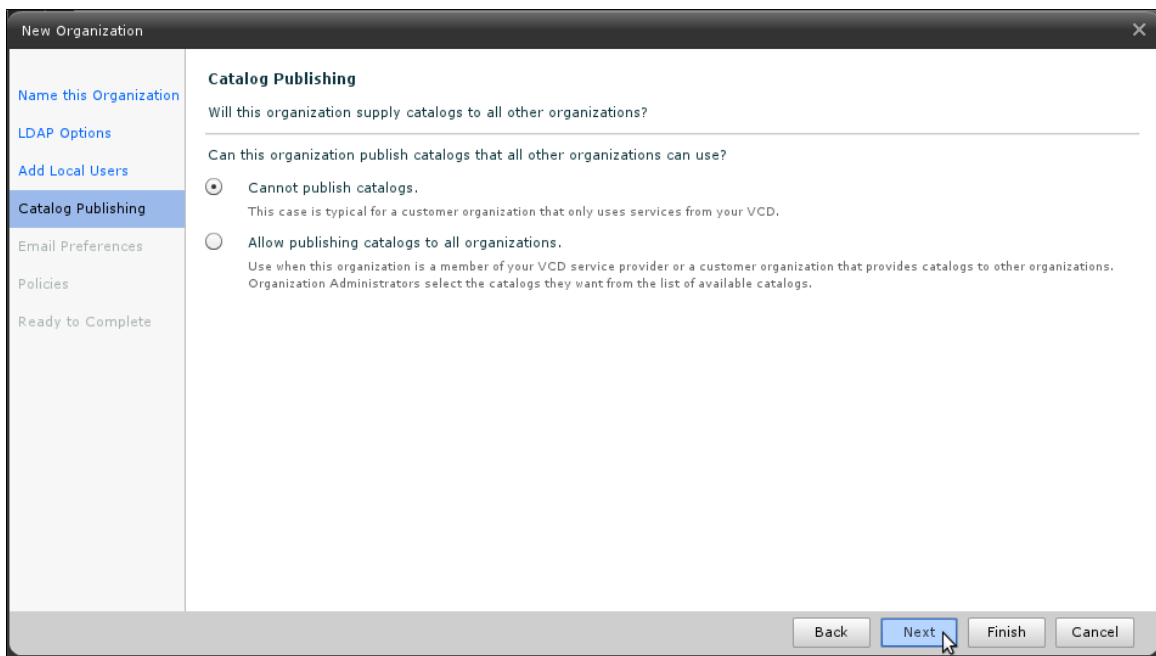 New Organization
Name this Organization
LDAP Options
Add Local Users
Catalog Publishing
Email Preferences
Policies
Ready to Complete
Catalog Publishing
Will this organization supply catalogs to all other organizations?
Can this organization publish catalogs that all other organizations can use?
Cannot publish catalogs.
This case is typical for a customer organization that only uses services from your VCD.
Allow publishing catalogs to all organizations.
Use when this organization is a member of your VCD service provider or a customer organization that provides catalogs to other organizations.
Organization Administrators select the catalogs they want from the list of available catalogs.
Back Next Finish Cancel